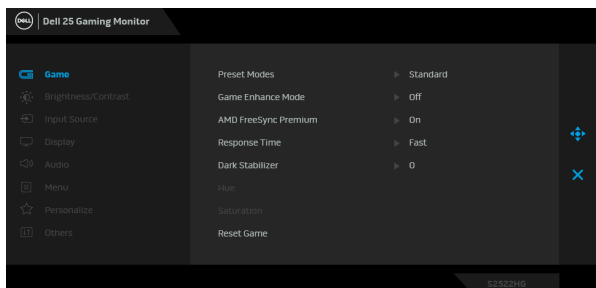 DELL
Dell 25 Gaming Monitor
Game
Brightness/Contrast
Input Source
Display
Audio
Menu
Personalize
Others
Preset Modes Standard
Game Enhance Mode Off
AMD FreeSync Premium On
Response Time Fast
Dark Stabilizer 0
Hue
Saturation
Reset Game
S2522HG